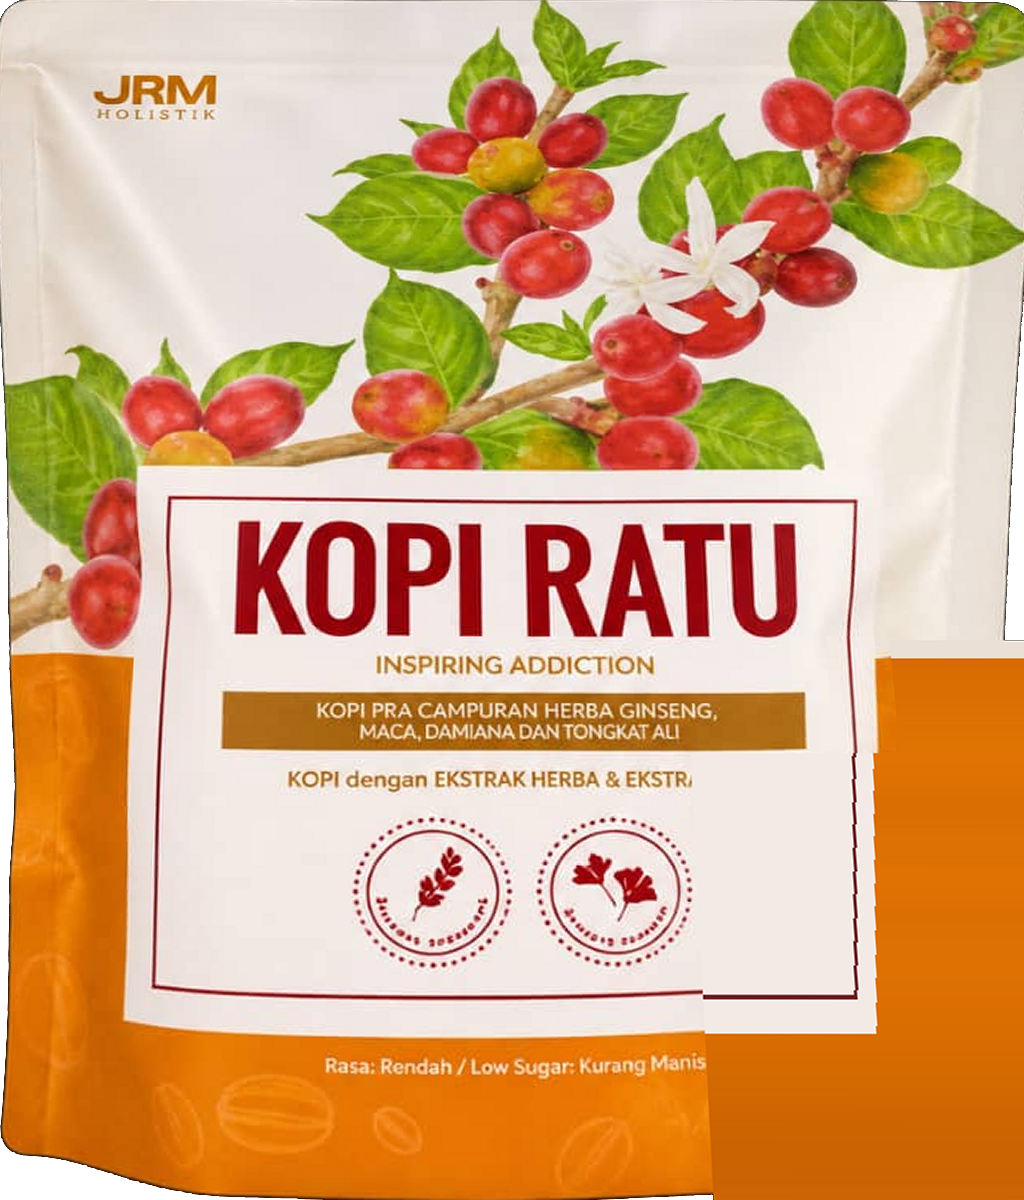 JRM
HOLISTIK
KOPI RATU
INSPIRING ADDICTION
KOPI PRA CAMPURAN HERBA GINSENG,
MACA, DAMIANA DAN TONGKAT ALI
KOPI dengan EKSTRAK HERBA &
Rasa: Rendah / Low Sugar: Kurang Manis